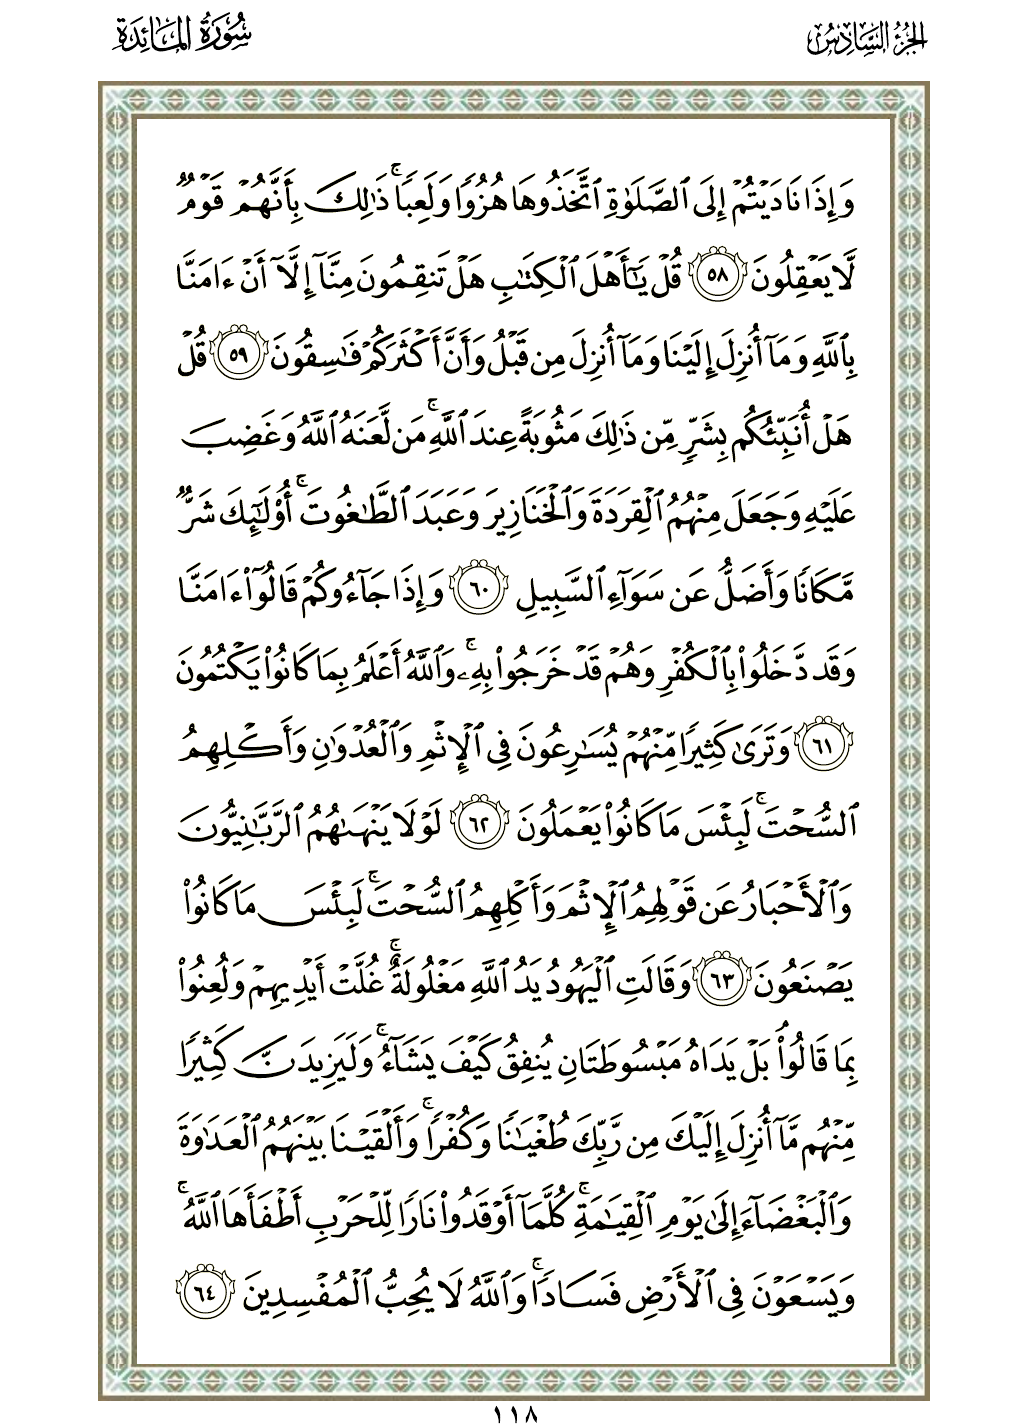 الجزء السادس
سورة المائدة
وَإِذَا نَادَيْتُمْ إِلَى ٱلصَّلَوٰةِ ٱتَّخَذُوهَا هُزُوًا وَلَعِبًا ۚ ذَٰلِكَ بِأَنَّهُمْ قَوْمٌ
لَّا يَعْقِلُونَ ٥٨ قُلْ يَـٰٓأَهْلَ ٱلْكِتَـٰبِ هَلْ تَنقِمُونَ مِنَّآ إِلَّآ أَنْ ءَامَنَّا
بِٱللَّهِ وَمَآ أُنزِلَ إِلَيْنَا وَمَآ أُنزِلَ مِن قَبْلُ وَأَنَّ أَكْثَرَكُمْ فَـٰسِقُونَ ٥٩ قُلْ
هَلْ أُنَبِّئُكُم بِشَرٍّ مِّن ذَٰلِكَ مَثُوبَةً عِندَ ٱللَّهِ ۚ مَن لَّعَنَهُ ٱللَّهُ وَغَضِبَ
عَلَيْهِ وَجَعَلَ مِنْهُمُ ٱلْقِرَدَةَ وَٱلْخَنَازِيرَ وَعَبَدَ ٱلطَّـٰغُوتَ ۚ أُو۟لَـٰٓئِكَ شَرٌّ
مَّكَانًا وَأَضَلُّ عَن سَوَآءِ ٱلسَّبِيلِ ٦٠ وَإِذَا جَآءُوكُمْ قَالُوٓا۟ ءَامَنَّا
وَقَد دَّخَلُوا۟ بِٱلْكُفْرِ وَهُمْ قَدْ خَرَجُوا۟ بِهِۦ ۚ وَٱللَّهُ أَعْلَمُ بِمَا كَانُوا۟ يَكْتُمُونَ
٦١ وَتَرَىٰ كَثِيرًا مِّنْهُمْ يُسَـٰرِعُونَ فِى ٱلْإِثْمِ وَٱلْعُدْوَٰنِ وَأَكْلِهِمُ
ٱلسُّحْتَ ۚ لَبِئْسَ مَا كَانُوا۟ يَعْمَلُونَ ٦٢ لَوْلَا يَنْهَىٰهُمُ ٱلرَّبَّـٰنِيُّونَ
وَٱلْأَحْبَارُ عَن قَوْلِهِمُ ٱلْإِثْمَ وَأَكْلِهِمُ ٱلسُّحْتَ ۚ لَبِئْسَ مَا كَانُوا۟
يَصْنَعُونَ ٦٣ وَقَالَتِ ٱلْيَهُودُ يَدُ ٱللَّهِ مَغْلُولَةٌ ۚ غُلَّتْ أَيْدِيهِمْ وَلُعِنُوا۟
بِمَا قَالُوا۟ ۘ بَلْ يَدَاهُ مَبْسُوطَتَانِ يُنفِقُ كَيْفَ يَشَآءُ ۚ وَلَيَزِيدَنَّ كَثِيرًا
مِّنْهُم مَّآ أُنزِلَ إِلَيْكَ مِن رَّبِّكَ طُغْيَـٰنًا وَكُفْرًا ۚ وَأَلْقَيْنَا بَيْنَهُمُ ٱلْعَدَٰوَةَ
وَٱلْبَغْضَآءَ إِلَىٰ يَوْمِ ٱلْقِيَـٰمَةِ ۚ كُلَّمَآ أَوْقَدُوا۟ نَارًا لِّلْحَرْبِ أَطْفَأَهَا ٱللَّهُ ۚ
وَيَسْعَوْنَ فِى ٱلْأَرْضِ فَسَادًا ۚ وَٱللَّهُ لَا يُحِبُّ ٱلْمُفْسِدِينَ ٦٤
١١٨